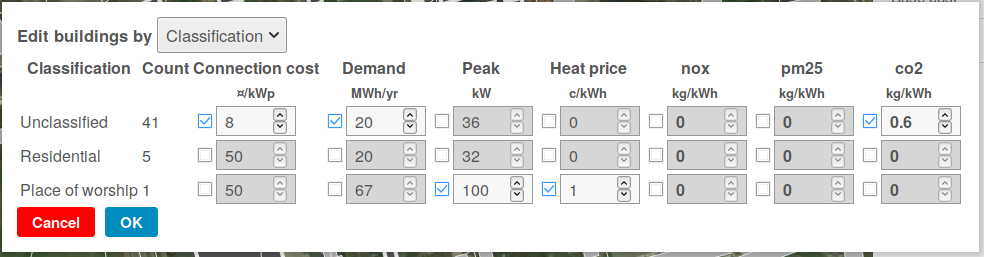 Edit buildings by Classification
Classification Count Connection cost Demand Peak Heat price nox pm25 co2
¤/kWp MWh/yr kW c/kWh kg/kWh kg/kWh kg/kWh
Unclassified 41 8 20 36 0 0 0 0.6
Residential 5 50 20 32 0 0 0 0
Place of worship 1 50 67 100 1 0 0 0
Cancel OK